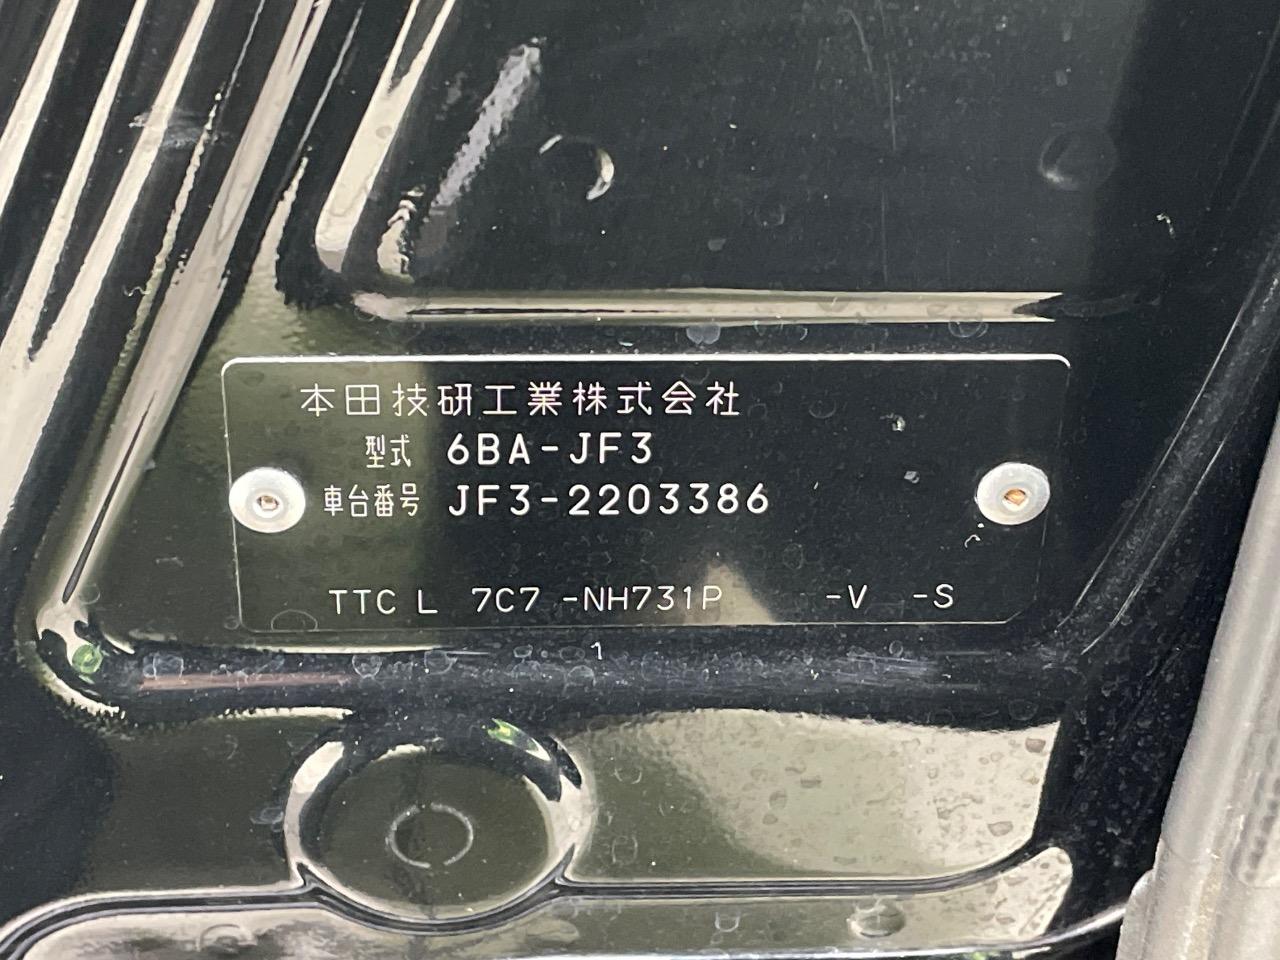 本田技研工業株式会社
型式 6BA-JF3
車台番号 JF3-2203386
TTC L 7C7 -NH731P -V -S
1